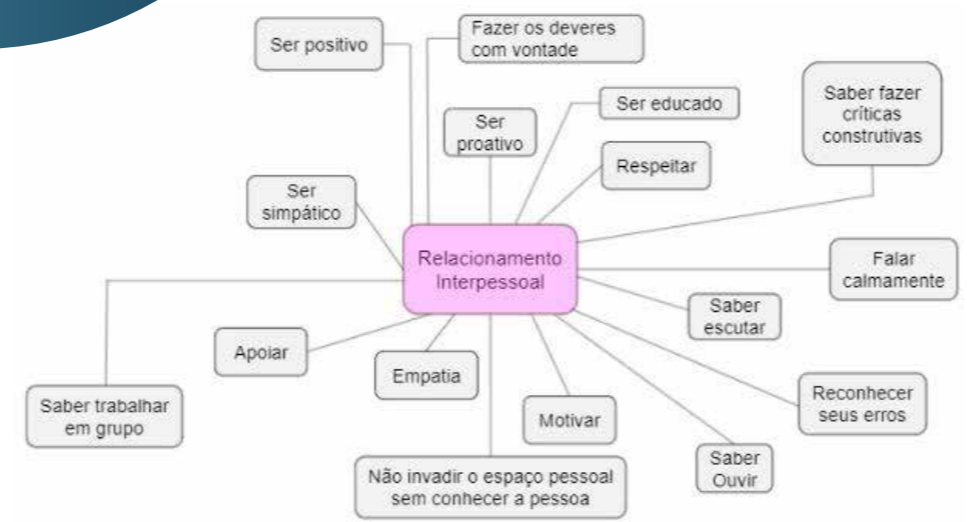 Ser positivo
Fazer os deveres
com vontade
Ser educado
Saber fazer
críticas
construtivas
Ser
proativo
Respeitar
Ser
simpático
Relacionamento
Interpessoal
Falar
calmamente
Saber
escutar
Apoiar
Empatia
Reconhecer
seus erros
Saber trabalhar
em grupo
Motivar
Saber
Ouvir
Não invadir o espaço pessoal
sem conhecer a pessoa